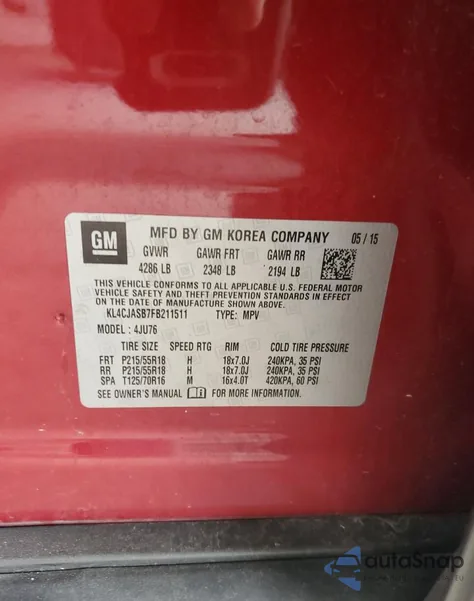 GM
MFD BY GM KOREA COMPANY 05 / 15
GVWR GAWR FRT GAWR RR
4286 LB 2348 LB 2194 LB
THIS VEHICLE CONFORMS TO ALL APPLICABLE U.S. FEDERAL MOTOR
VEHICLE SAFETY, BUMPER, AND THEFT PREVENTION STANDARDS IN
EFFECT ON THE DATE OF MANUFACTURE SHOWN ABOVE.
KL4CJASB7FB211511 TYPE: MPV
MODEL: 4JU76
TIRE SIZE SPEED RTG RIM COLD TIRE PRESSURE
FRT P215/55R18 H 18x7.0J 240KPA, 35 PSI
RR P215/55R18 H 18x7.0J 240KPA, 35 PSI
SPA T125/70R16 M 16x4.0T 420KPA, 60 PSI
SEE OWNER'S MANUAL FOR MORE INFORMATION.
autoSnap